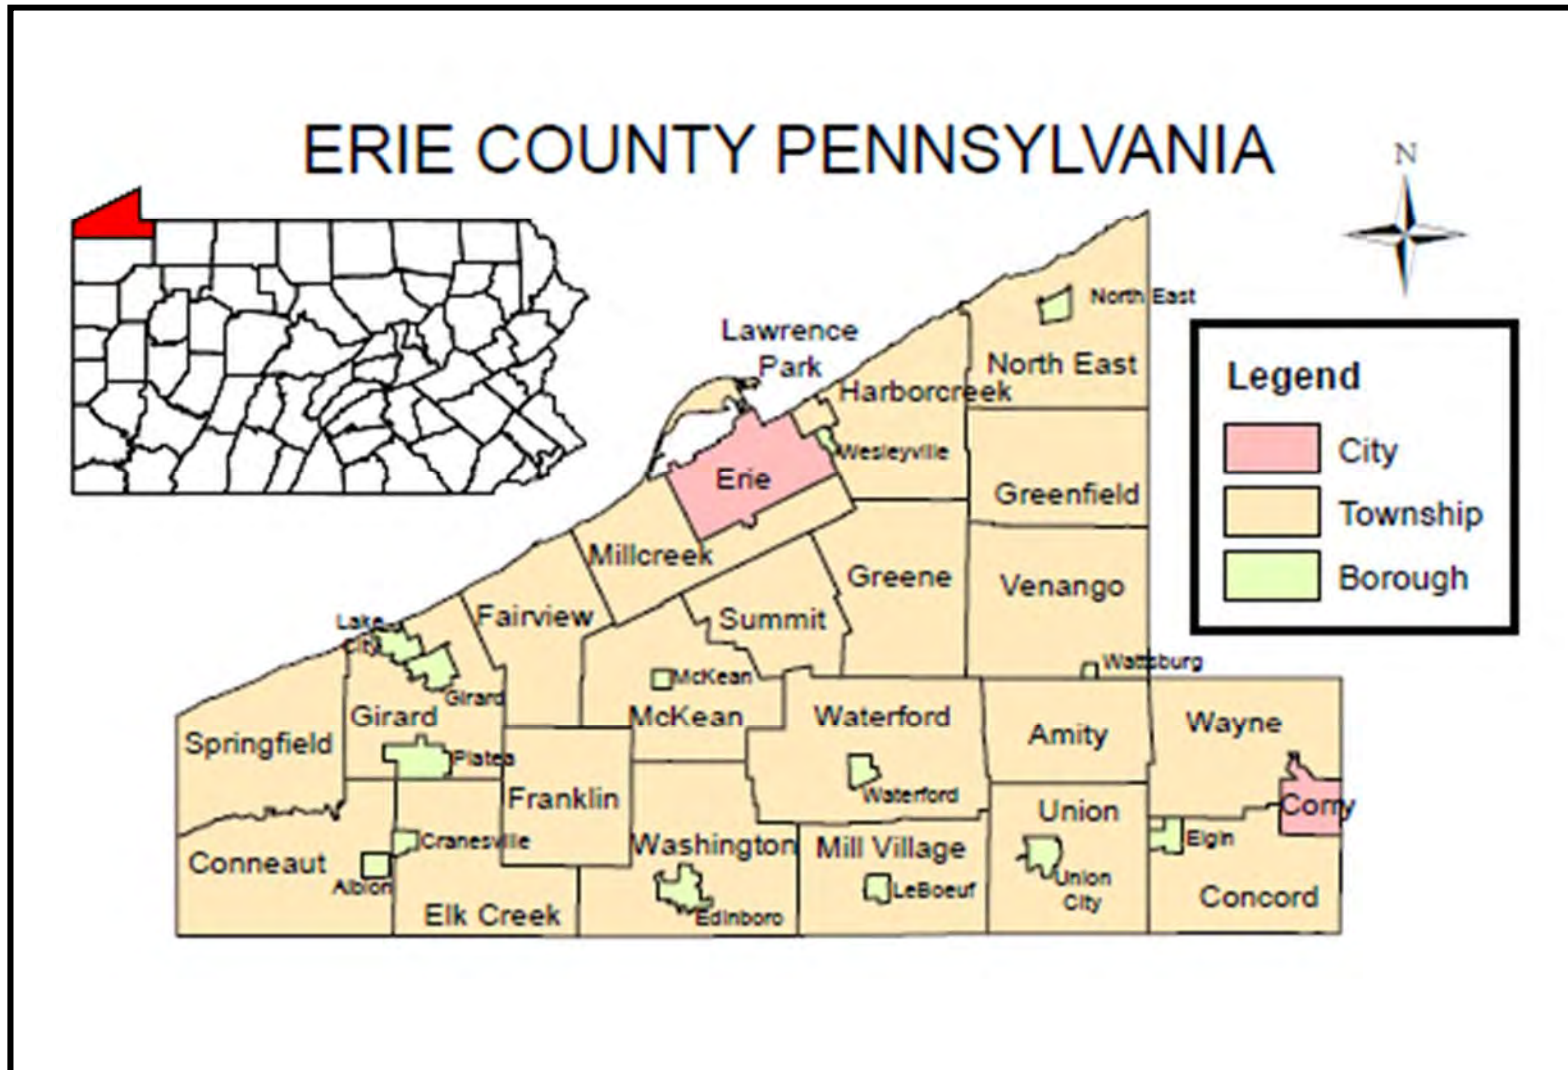 ERIE COUNTY PENNSYLVANIA
N
North East
Lawrence
Park
North East
Legend
Harborcreek
City
Wesleyville
Erie
Greenfield
Township
Millcreek
Greene
Venango
Borough
Fairview
Summit
Lake
City
Wattsburg
McKean
Girard
Girard
McKean
Waterford
Amity
Wayne
Springfield
Platea
Franklin
Waterford
Union
Corry
Cranesville
Washington
Mill Village
Elgin
Conneaut
Albion
LeBoeuf
Union
City
Concord
Elk Creek
Edinboro